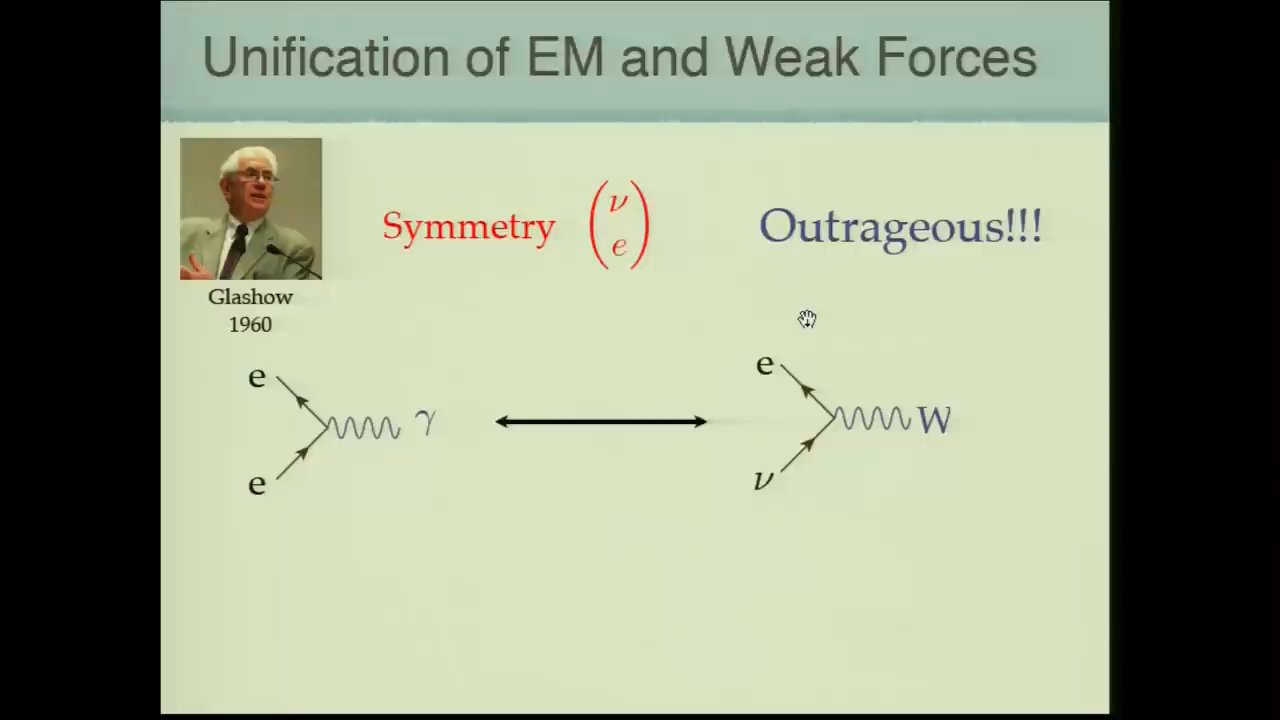 Unification of EM and Weak Forces
Symmetry (ν e)
Outrageous!!!
Glashow
1960
e
e
γ
e
ν
W